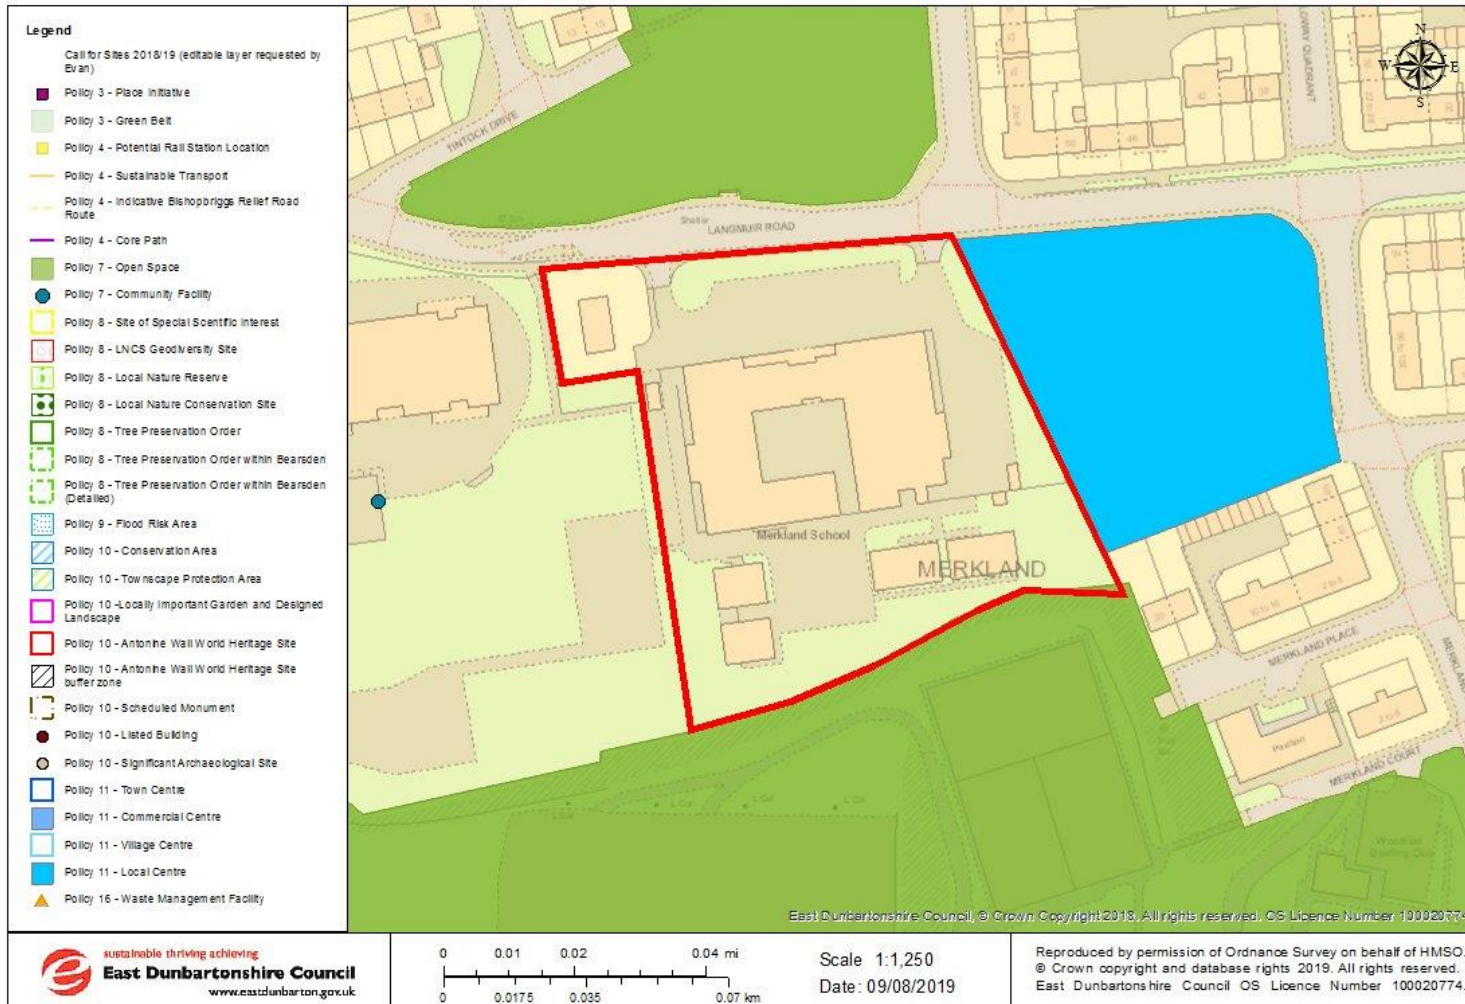 Legend
Call for Sites 2018/19 (editable layer requested by
Evan)
Policy 3 - Place Initiative
Policy 3 - Green Belt
Policy 4 - Potential Rail Station Location
Policy 4 - Sustainable Transport
Policy 4 - Indicative Bishopbriggs Relief Road
Route
Policy 4 - Core Path
Policy 7 - Open Space
Policy 7 - Community Facility
Policy 8 - Site of Special Scientific Interest
Policy 8 - LNCS Geodiversity Site
Policy 8 - Local Nature Reserve
Policy 8 - Local Nature Conservation Site
Policy 8 - Tree Preservation Order
Policy 8 - Tree Preservation Order within Bearsden
Policy 8 - Tree Preservation Order within Bearsden
(Detailed)
Policy 9 - Flood Risk Area
Policy 10 - Conservation Area
Policy 10 - Townscape Protection Area
Policy 10 -Locally Important Garden and Designed
Landscape
Policy 10 - Antonine Wall World Heritage Site
Policy 10 - Antonine Wall World Heritage Site
buffer zone
Policy 10 - Scheduled Monument
Policy 10 - Listed Building
Policy 10 - Significant Archaeological Site
Policy 11 - Town Centre
Policy 11 - Commercial Centre
Policy 11 - Village Centre
Policy 11 - Local Centre
Policy 16 - Waste Management Facility
N
W E
S
TINTOCK DRIVE
QUADRANT
Shelter
LANGMUIR ROAD
Merkland School
MERKLAND
MERKLAND PLACE
Pavilion
MERKLAND COURT
Woodhead
Bowling Club
East Dunbartonshire Council, © Crown Copyright 2018. All rights reserved. OS Licence Number 100020774
sustainable thriving achieving
East Dunbartonshire Council
www.eastdunbarton.gov.uk
0 0.01 0.02 0.04 mi
0 0.0175 0.035 0.07 km
Scale 1:1,250
Date: 09/08/2019
Reproduced by permission of Ordnance Survey on behalf of HMSO.
© Crown copyright and database rights 2019. All rights reserved.
East Dunbartonshire Council OS Licence Number 100020774.